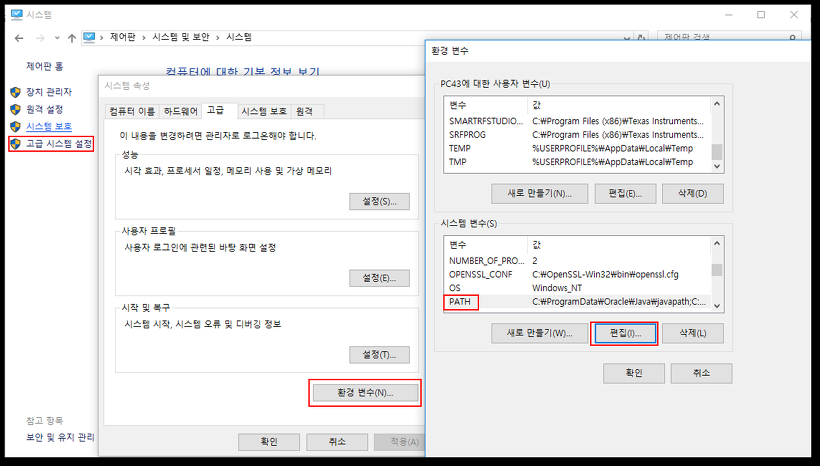 시스템
제어판 > 시스템 및 보안 > 시스템
제어판 검색
제어판 홈
장치 관리자
원격 설정
시스템 보호
고급 시스템 설정
참고 항목
보안 및 유지 관리
컴퓨터에 대한 기본 정보 보기
시스템 속성
컴퓨터 이름 하드웨어 고급 시스템 보호 원격
이 내용을 변경하려면 관리자로 로그온해야 합니다.
성능
시각 효과, 프로세서 일정, 메모리 사용 및 가상 메모리
설정(S)...
사용자 프로필
사용자 로그인에 관련된 바탕 화면 설정
설정(E)...
시작 및 복구
시스템 시작, 시스템 오류 및 디버깅 정보
설정(T)...
환경 변수(N)...
확인 취소 적용(A)
환경 변수
PC43에 대한 사용자 변수(U)
변수 값
SMARTRFSTUDIO... C:₩Program Files (x86)₩Texas Instruments...
SRFPROG C:₩Program Files (x86)₩Texas Instruments...
TEMP %USERPROFILE%₩AppData₩Local₩Temp
TMP %USERPROFILE%₩AppData₩Local₩Temp
새로 만들기(N)... 편집(E)... 삭제(D)
시스템 변수(S)
변수 값
NUMBER_OF_PRO... 2
OPENSSL_CONF C:₩OpenSSL-Win32₩bin₩openssl.cfg
OS Windows_NT
PATH C:₩ProgramData₩Oracle₩Java₩javapath;C:...
새로 만들기(W)... 편집(I)... 삭제(L)
확인 취소